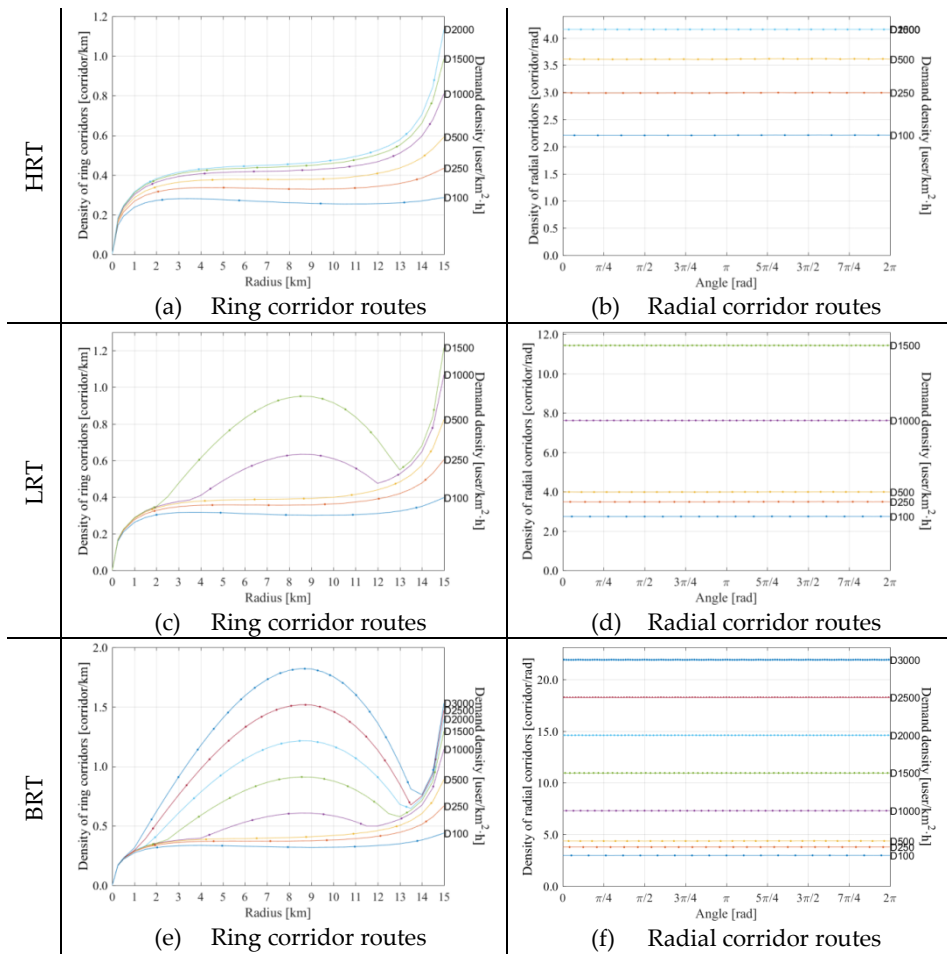 HRT
Density of ring corridors [corridor/km]
1.2
1.0
0.8
0.6
0.4
0.2
0.0
0 1 2 3 4 5 6 7 8 9 10 11 12 13 14 15
Radius [km]
D2000
D1500
D1000
D500
D250
D100
Demand density [user/km²·h]
(a) Ring corridor routes
Density of radial corridors [corridor/rad]
4.0
3.5
3.0
2.5
2.0
1.5
1.0
0.5
0.0
0 π/4 π/2 3π/4 π 5π/4 3π/2 7π/4 2π
Angle [rad]
D500
D250
D100
Demand density [user/km²·h]
(b) Radial corridor routes
LRT
Density of ring corridors [corridor/km]
1.2
1.0
0.8
0.6
0.4
0.2
0.0
0 1 2 3 4 5 6 7 8 9 10 11 12 13 14 15
Radius [km]
D1500
D1000
D500
D250
D100
Demand density [user/km²·h]
(c) Ring corridor routes
Density of radial corridors [corridor/rad]
12.0
10.0
8.0
6.0
4.0
2.0
0.0
0 π/4 π/2 3π/4 π 5π/4 3π/2 7π/4 2π
Angle [rad]
D1500
D1000
D500
D250
D100
Demand density [user/km²·h]
(d) Radial corridor routes
BRT
Density of ring corridors [corridor/km]
2.0
1.5
1.0
0.5
0.0
0 1 2 3 4 5 6 7 8 9 10 11 12 13 14 15
Radius [km]
D3000
D2500
D2000
D1500
D1000
D500
D250
D100
Demand density [user/km²·h]
(e) Ring corridor routes
Density of radial corridors [corridor/rad]
20.0
15.0
10.0
5.0
0.0
0 π/4 π/2 3π/4 π 5π/4 3π/2 7π/4 2π
Angle [rad]
D3000
D2500
D2000
D1500
D1000
D500
D250
D100
Demand density [user/km²·h]
(f) Radial corridor routes